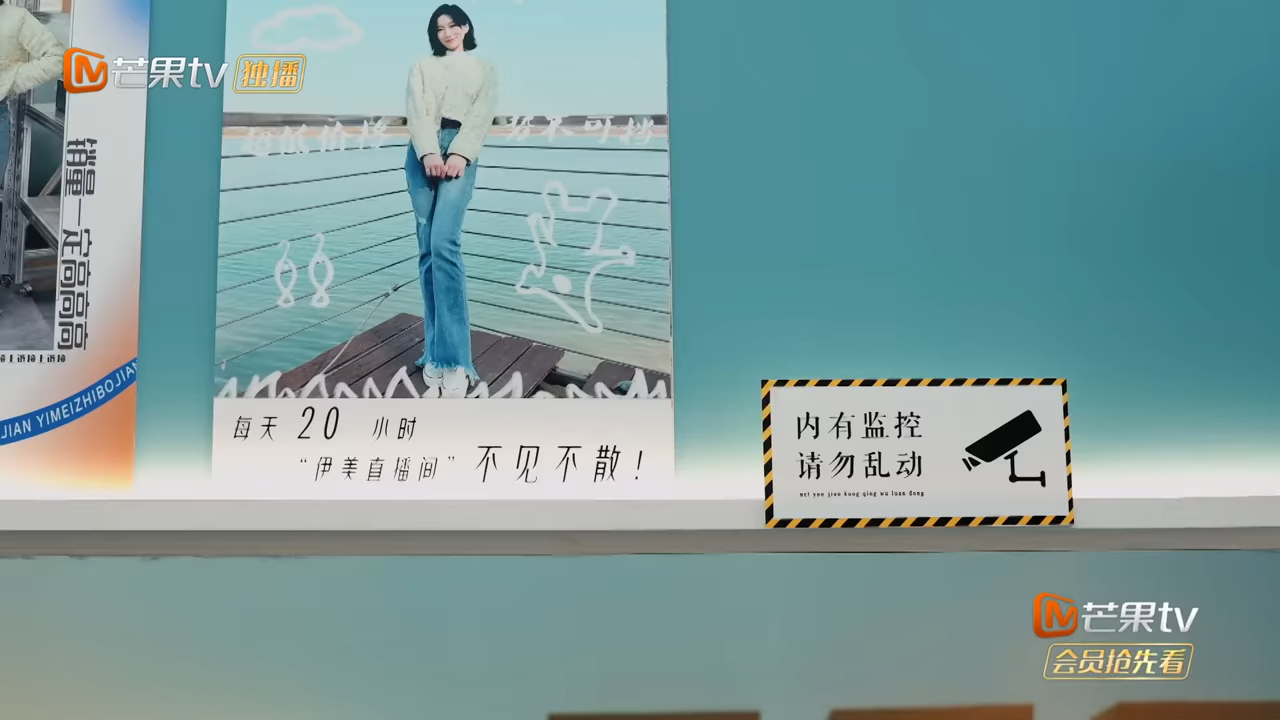 芒果tv 独播
销量一定高高高高
JIAN YIMEIZHIBOJIAN
超低价格 势不可挡
每天 20 小时
“伊美直播间”不见不散！
内有监控
请勿乱动
nei you jian kong qing wu luan dong
芒果tv
会员抢先看